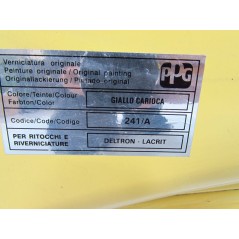 Verniciatura originale
Peinture originale / Original painting
Originallackierung / Pintado original
PPG
Colore/Teinte/Colour
Farbton/Color
GIALLO CARIOCA
Codice/Code/Codigo
241/A
PER RITOCCHI E
RIVERNICIATURE
DELTRON - LACRIT